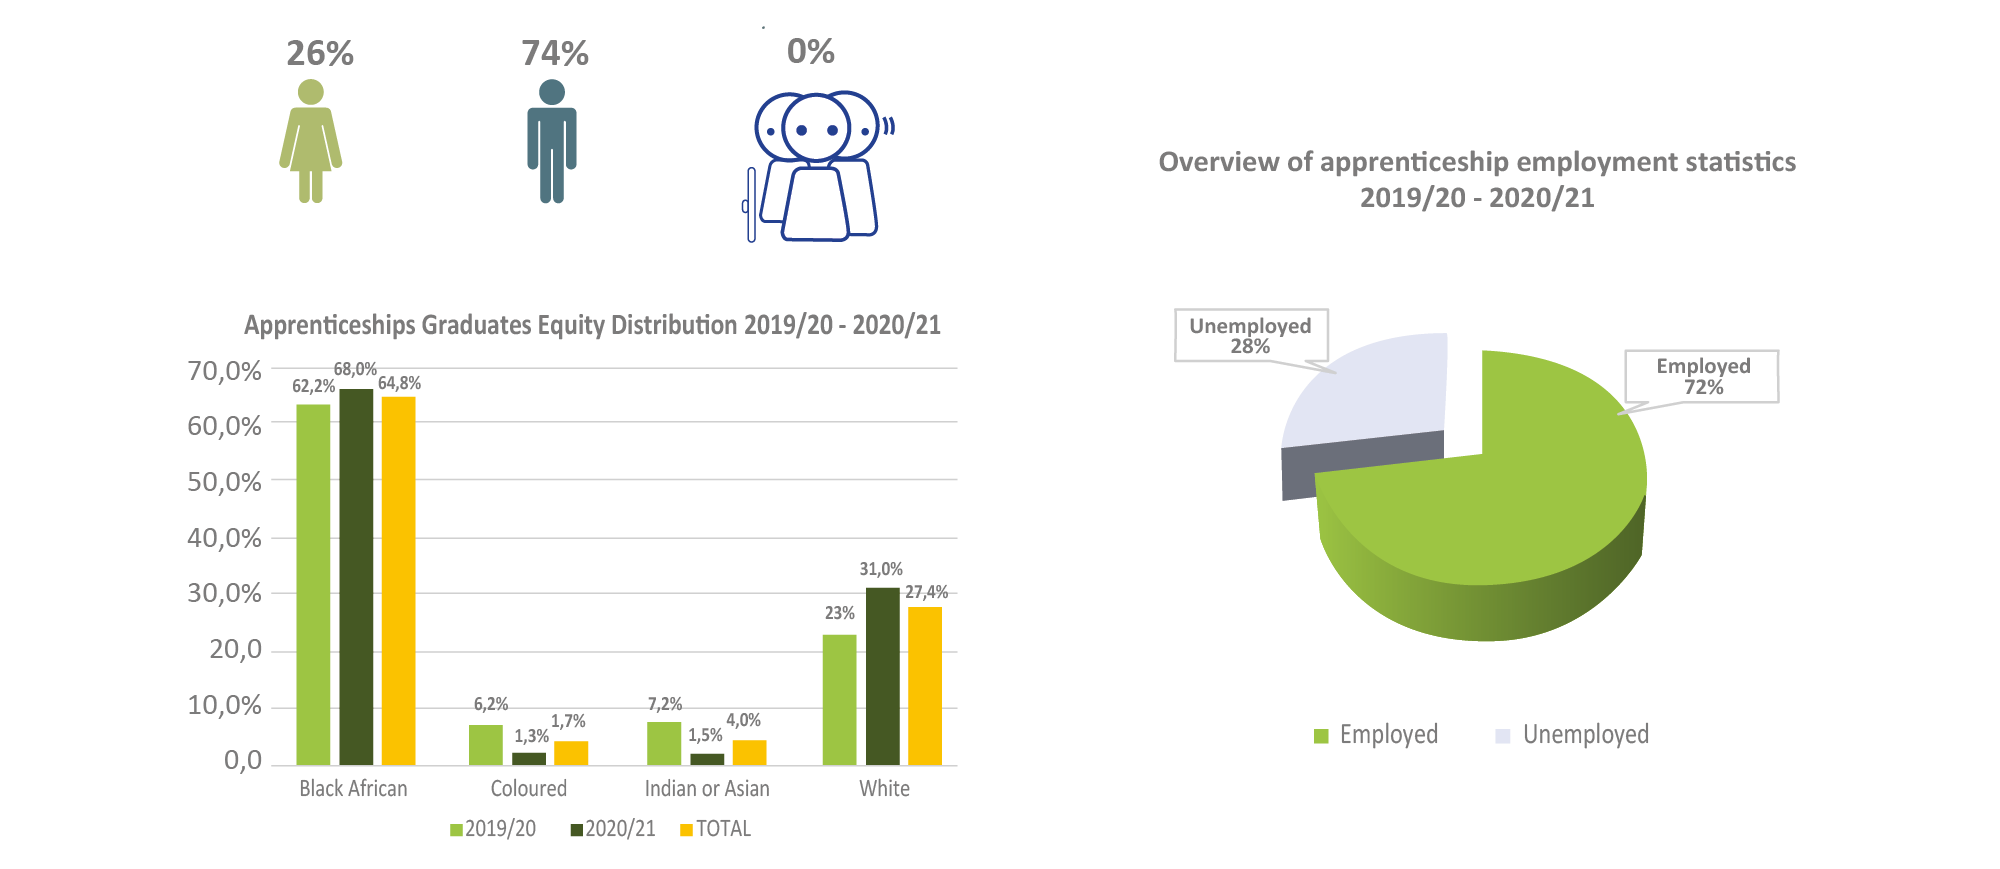 26%
74%
0%
Apprenticeships Graduates Equity Distribution 2019/20 - 2020/21
70,0%
60,0%
50,0%
40,0%
30,0%
20,0
10,0%
0,0
62,2%
68,0%
64,8%
6,2%
1,3%
1,7%
7,2%
1,5%
4,0%
23%
31,0%
27,4%
Black African
Coloured
Indian or Asian
White
2019/20
2020/21
TOTAL
Overview of apprenticeship employment statistics
2019/20 - 2020/21
Unemployed
28%
Employed
72%
Employed
Unemployed